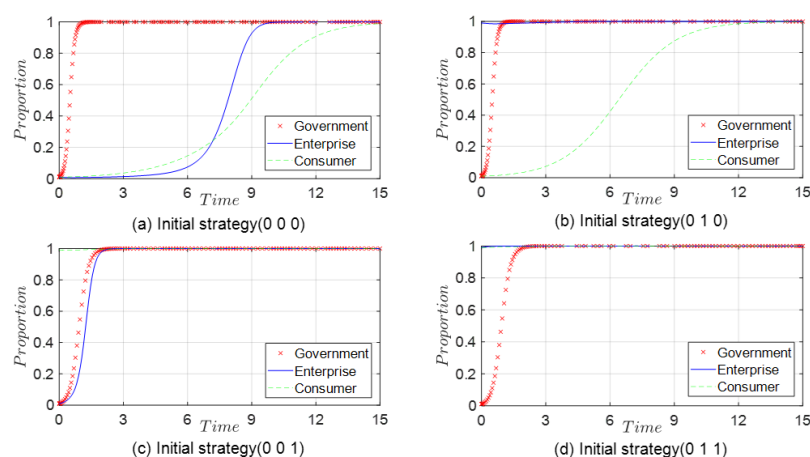 Proportion
1
0.8
0.6
0.4
0.2
0
Government
Enterprise
Consumer
0 3 6 9 12 15
Time
(a) Initial strategy(0 0 0)
Proportion
1
0.8
0.6
0.4
0.2
0
Government
Enterprise
Consumer
0 3 6 9 12 15
Time
(b) Initial strategy(0 1 0)
Proportion
1
0.8
0.6
0.4
0.2
0
Government
Enterprise
Consumer
0 3 6 9 12 15
Time
(c) Initial strategy(0 0 1)
Proportion
1
0.8
0.6
0.4
0.2
0
Government
Enterprise
Consumer
0 3 6 9 12 15
Time
(d) Initial strategy(0 1 1)